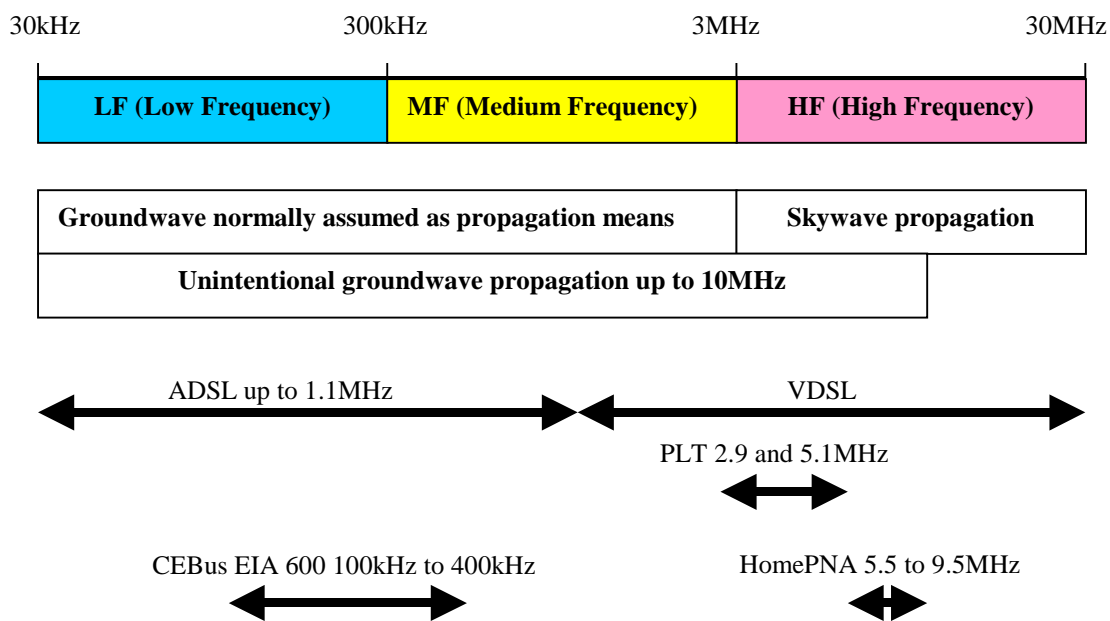 30kHz 300kHz 3MHz 30MHz
LF (Low Frequency) MF (Medium Frequency) HF (High Frequency)
Groundwave normally assumed as propagation means Skywave propagation
Unintentional groundwave propagation up to 10MHz
ADSL up to 1.1MHz VDSL
PLT 2.9 and 5.1MHz
CEBus EIA 600 100kHz to 400kHz HomePNA 5.5 to 9.5MHz